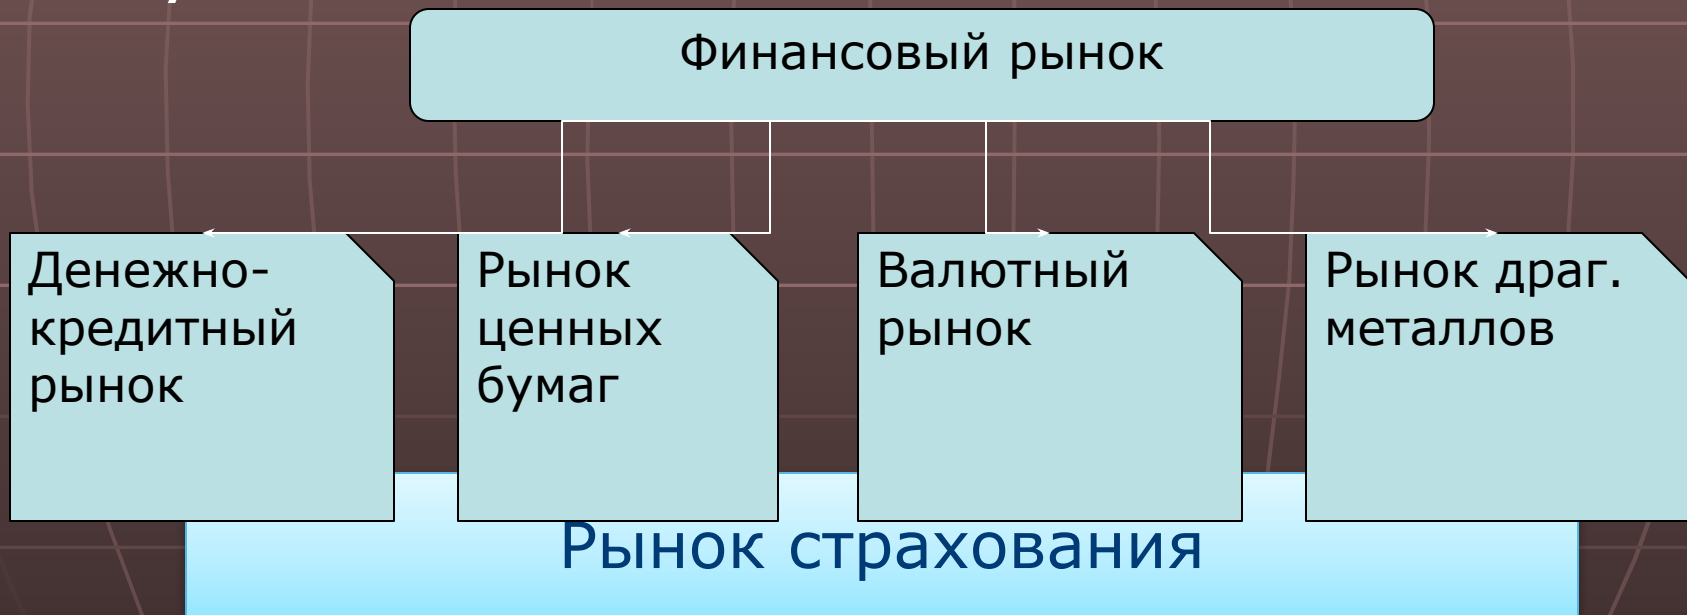 Финансовый рынок
Денежно-
кредитный
рынок
Рынок
ценных
бумаг
Валютный
рынок
Рынок драг.
металлов
Рынок страхования